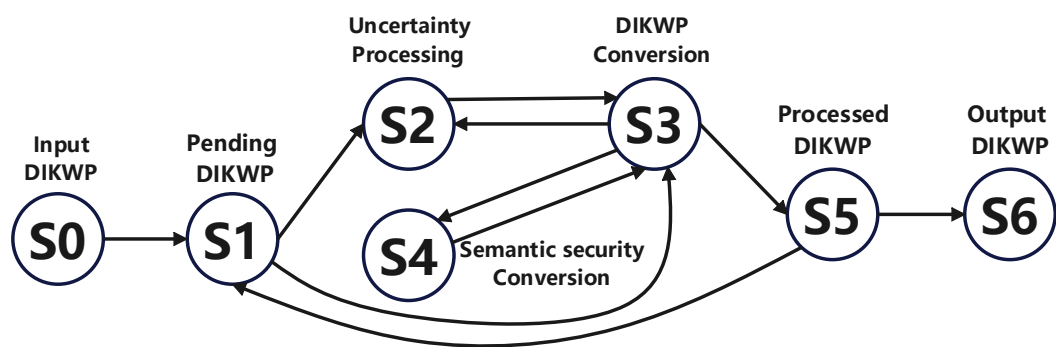 Input
DIKWP
S0
Pending
DIKWP
S1
Uncertainty
Processing
S2
DIKWP
Conversion
S3
S4
Semantic security
Conversion
Processed
DIKWP
S5
Output
DIKWP
S6